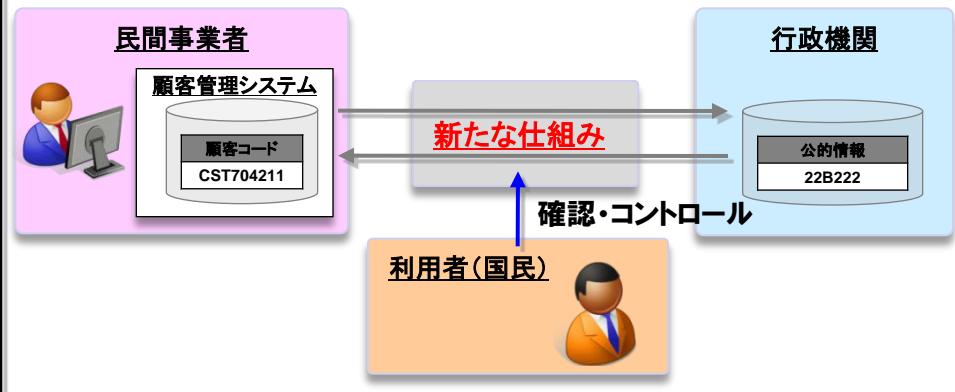 民間事業者
顧客管理システム
顧客コード
CST704211
新たな仕組み
行政機関
公的情報
22B222
確認・コントロール
利用者（国民）